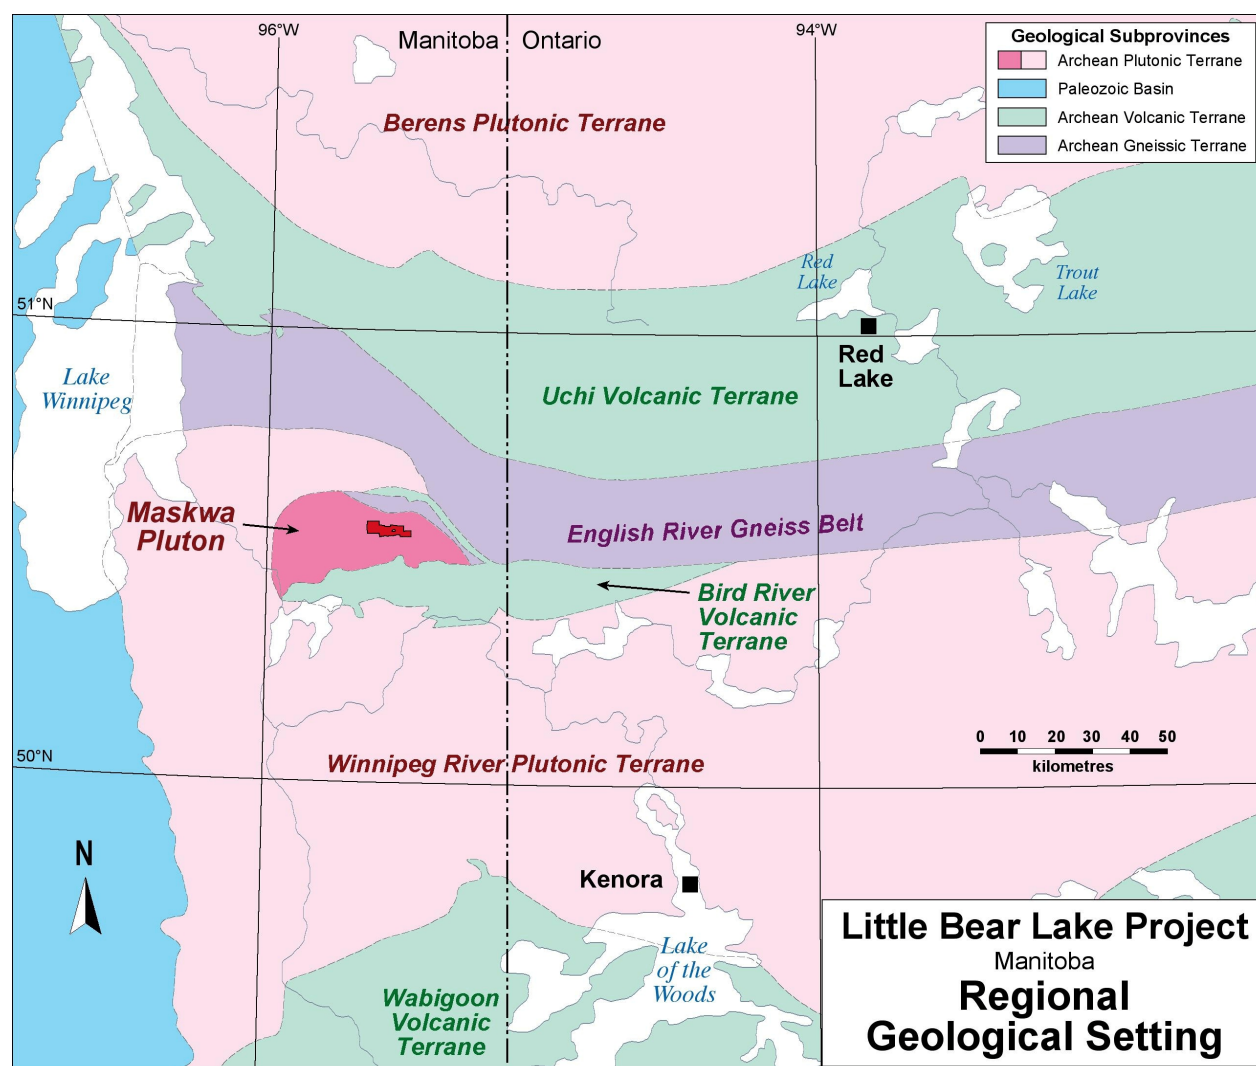 96°W
Manitoba
Ontario
94°W
Geological Subprovinces
Archean Plutonic Terrane
Paleozoic Basin
Archean Volcanic Terrane
Archean Gneissic Terrane
Berens Plutonic Terrane
Red
Lake
Trout
Lake
51°N
Red
Lake
Lake
Winnipeg
Uchi Volcanic Terrane
Maskwa
Pluton
English River Gneiss Belt
Bird River
Volcanic
Terrane
50°N
Winnipeg River Plutonic Terrane
0 10 20 30 40 50
kilometres
N
Kenora
Lake
of the
Woods
Wabigoon
Volcanic
Terrane
Little Bear Lake Project
Manitoba
Regional
Geological Setting